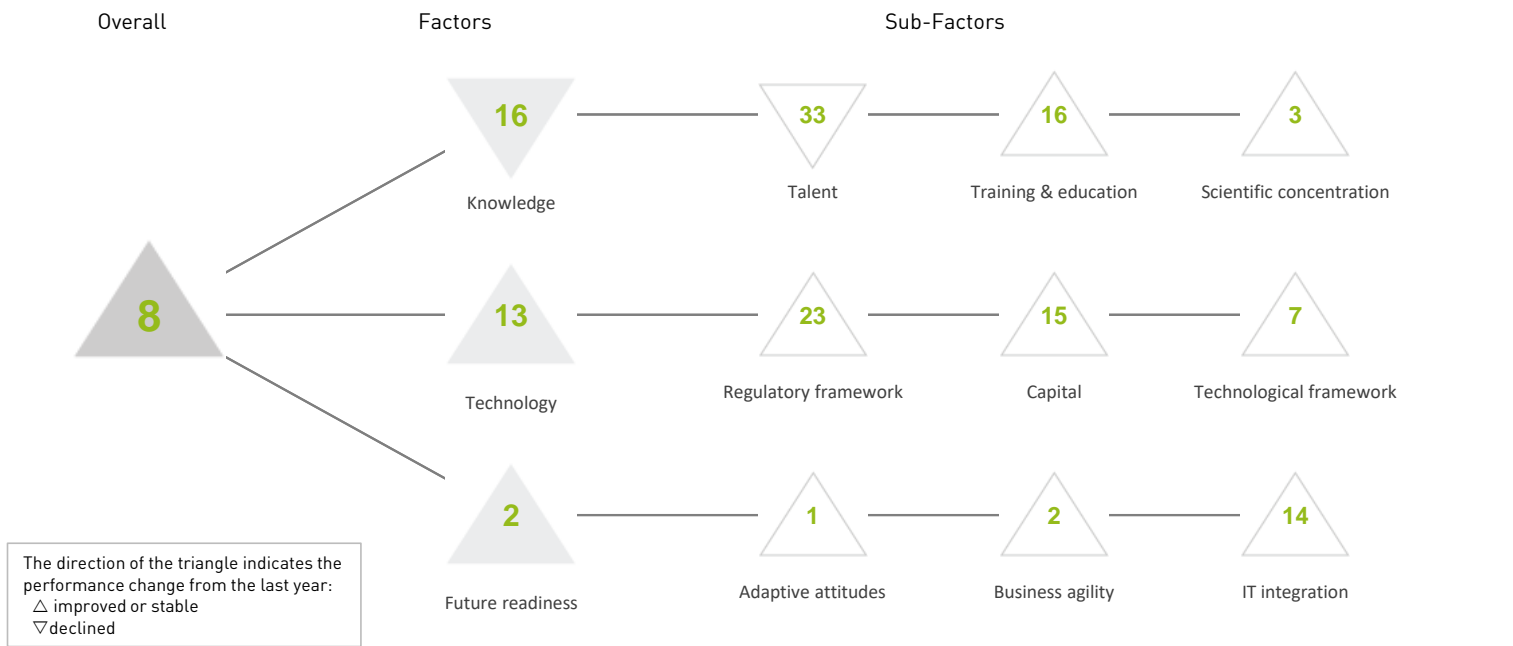 Overall
Factors
Sub-Factors
16
33
16
3
Knowledge
Talent
Training & education
Scientific concentration
8
13
23
15
7
Technology
Regulatory framework
Capital
Technological framework
2
1
2
14
Future readiness
Adaptive attitudes
Business agility
IT integration
The direction of the triangle indicates the
performance change from the last year:
△ improved or stable
▽declined